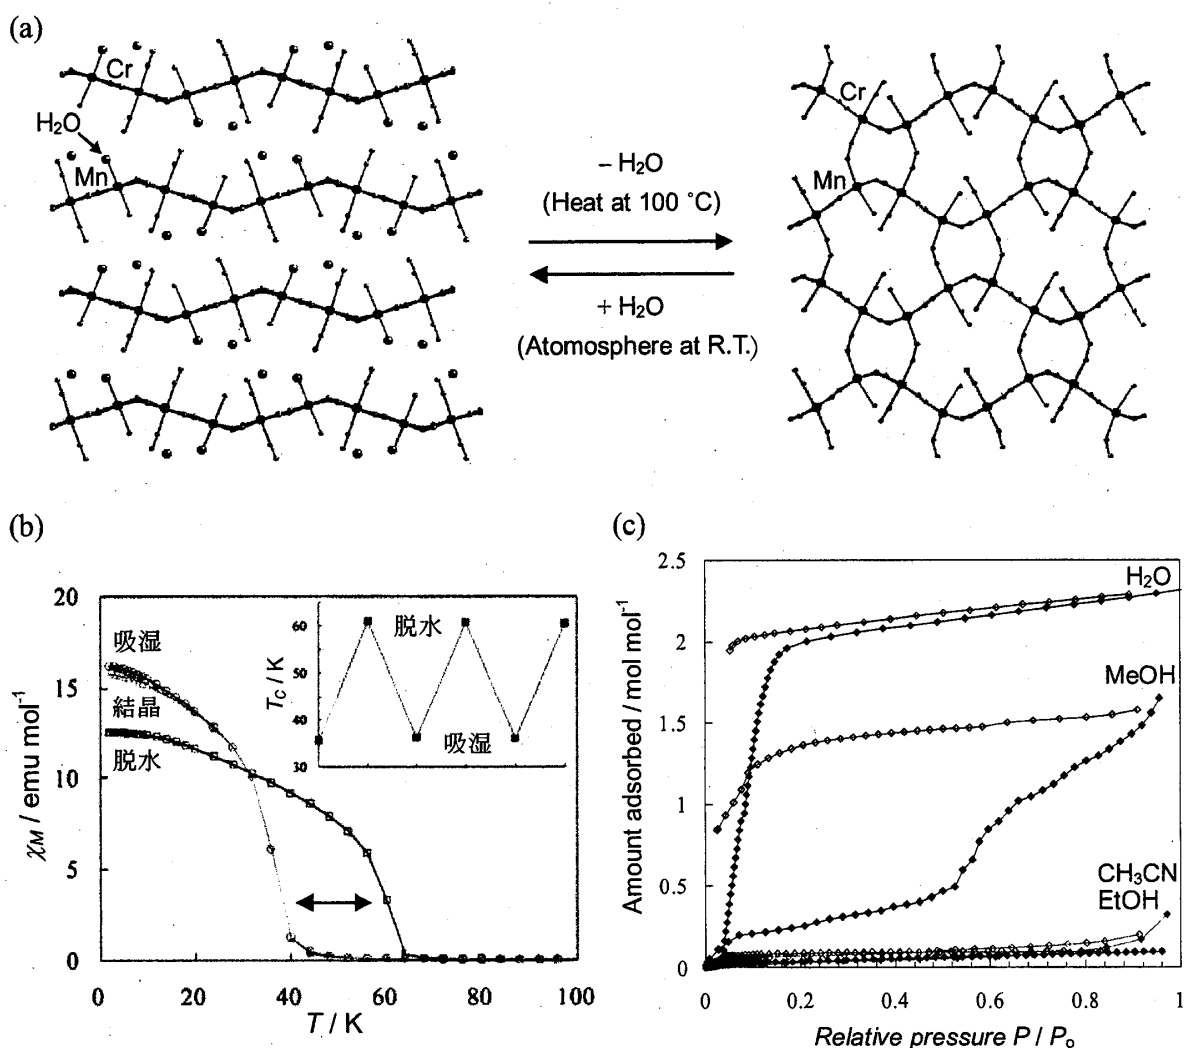 (a)
Cr
H₂O
Mn
– H₂O
(Heat at 100 °C)
+ H₂O
(Atomosphere at R.T.)
Cr
Mn
(b)
20
15
10
5
0
χM / emu mol⁻¹
吸湿
結晶
脱水
60
50
40
30
TC / K
脱水
吸湿
0 20 40 60 80 100
T / K
(c)
2.5
2
1.5
1
0.5
0
Amount adsorbed / mol mol⁻¹
H₂O
MeOH
CH₃CN
EtOH
0 0.2 0.4 0.6 0.8 1
Relative pressure P / Po